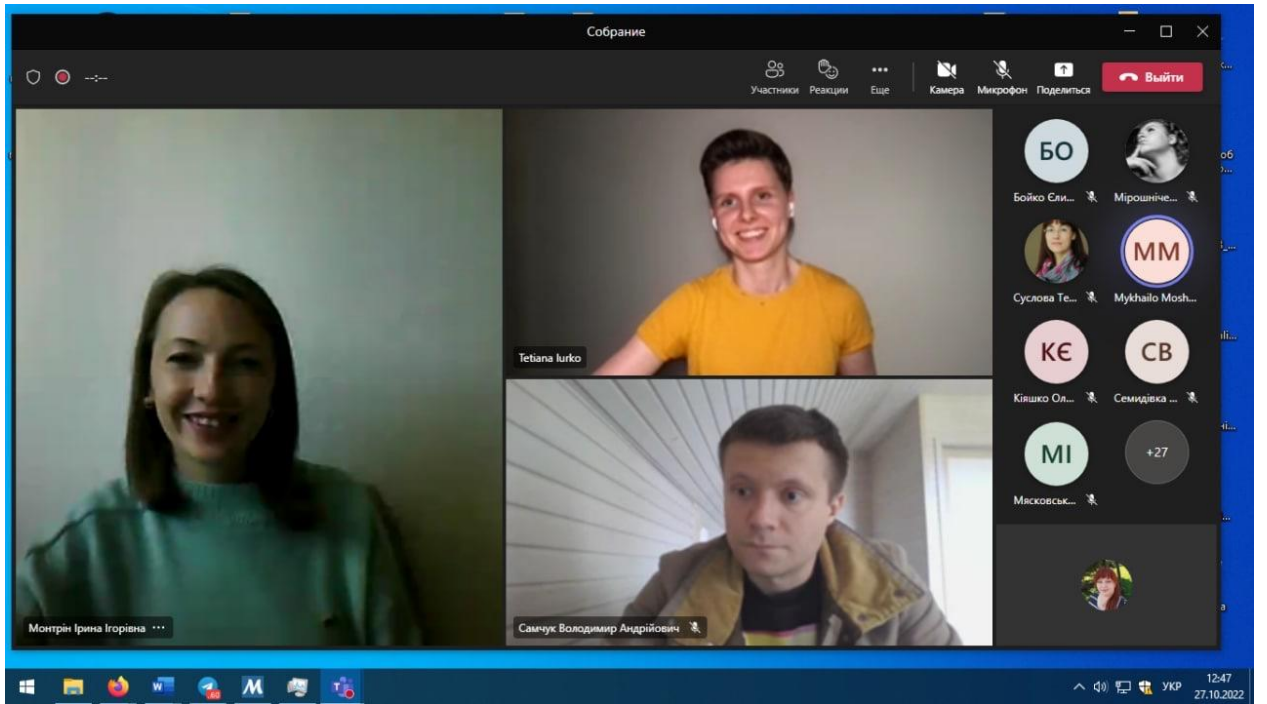 Собрание
--:--
Участники
Реакции
Еще
Камера
Микрофон
Поделиться
Выйти
БО
Бойко Єли...
Мірошніче...
Суслова Те...
ММ
Mykhailo Mosh...
КЄ
Кіяшко Ол...
СВ
Семидівка ...
МІ
Мясковськ...
+27
Tetiana Iurko
Монтрін Ірина Ігорівна ...
Самчук Володимир Андрійович
УКР
12:47
27.10.2022